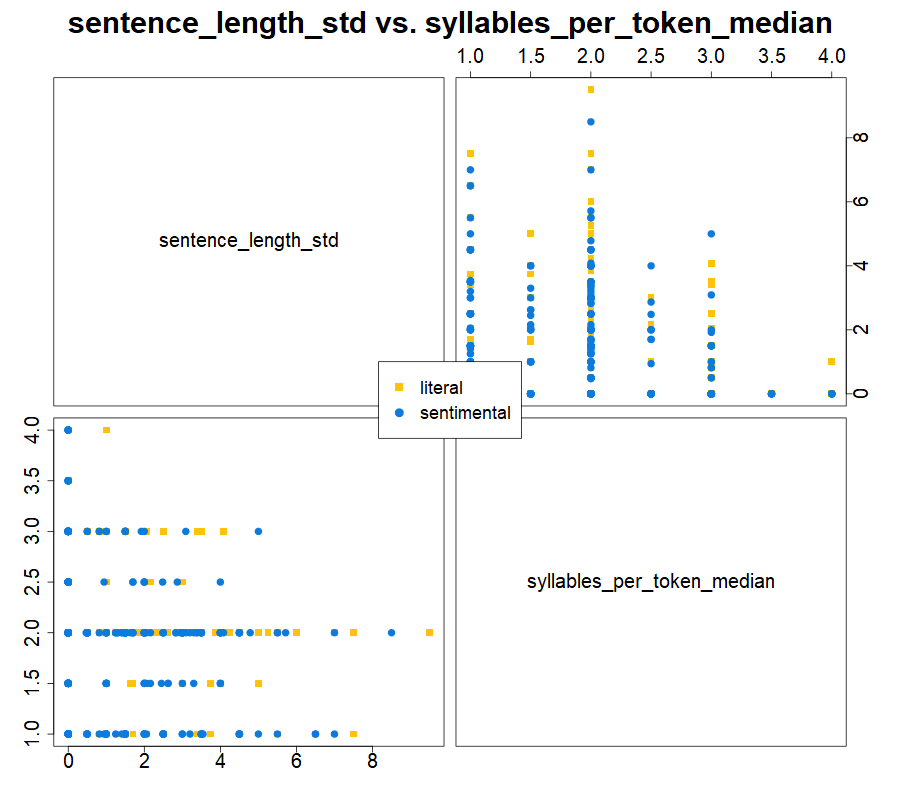 sentence_length_std vs. syllables_per_token_median
1.0 1.5 2.0 2.5 3.0 3.5 4.0
sentence_length_std
8
6
4
2
0
literal
sentimental
4.0
3.5
3.0
2.5
2.0
1.5
1.0
syllables_per_token_median
0 2 4 6 8